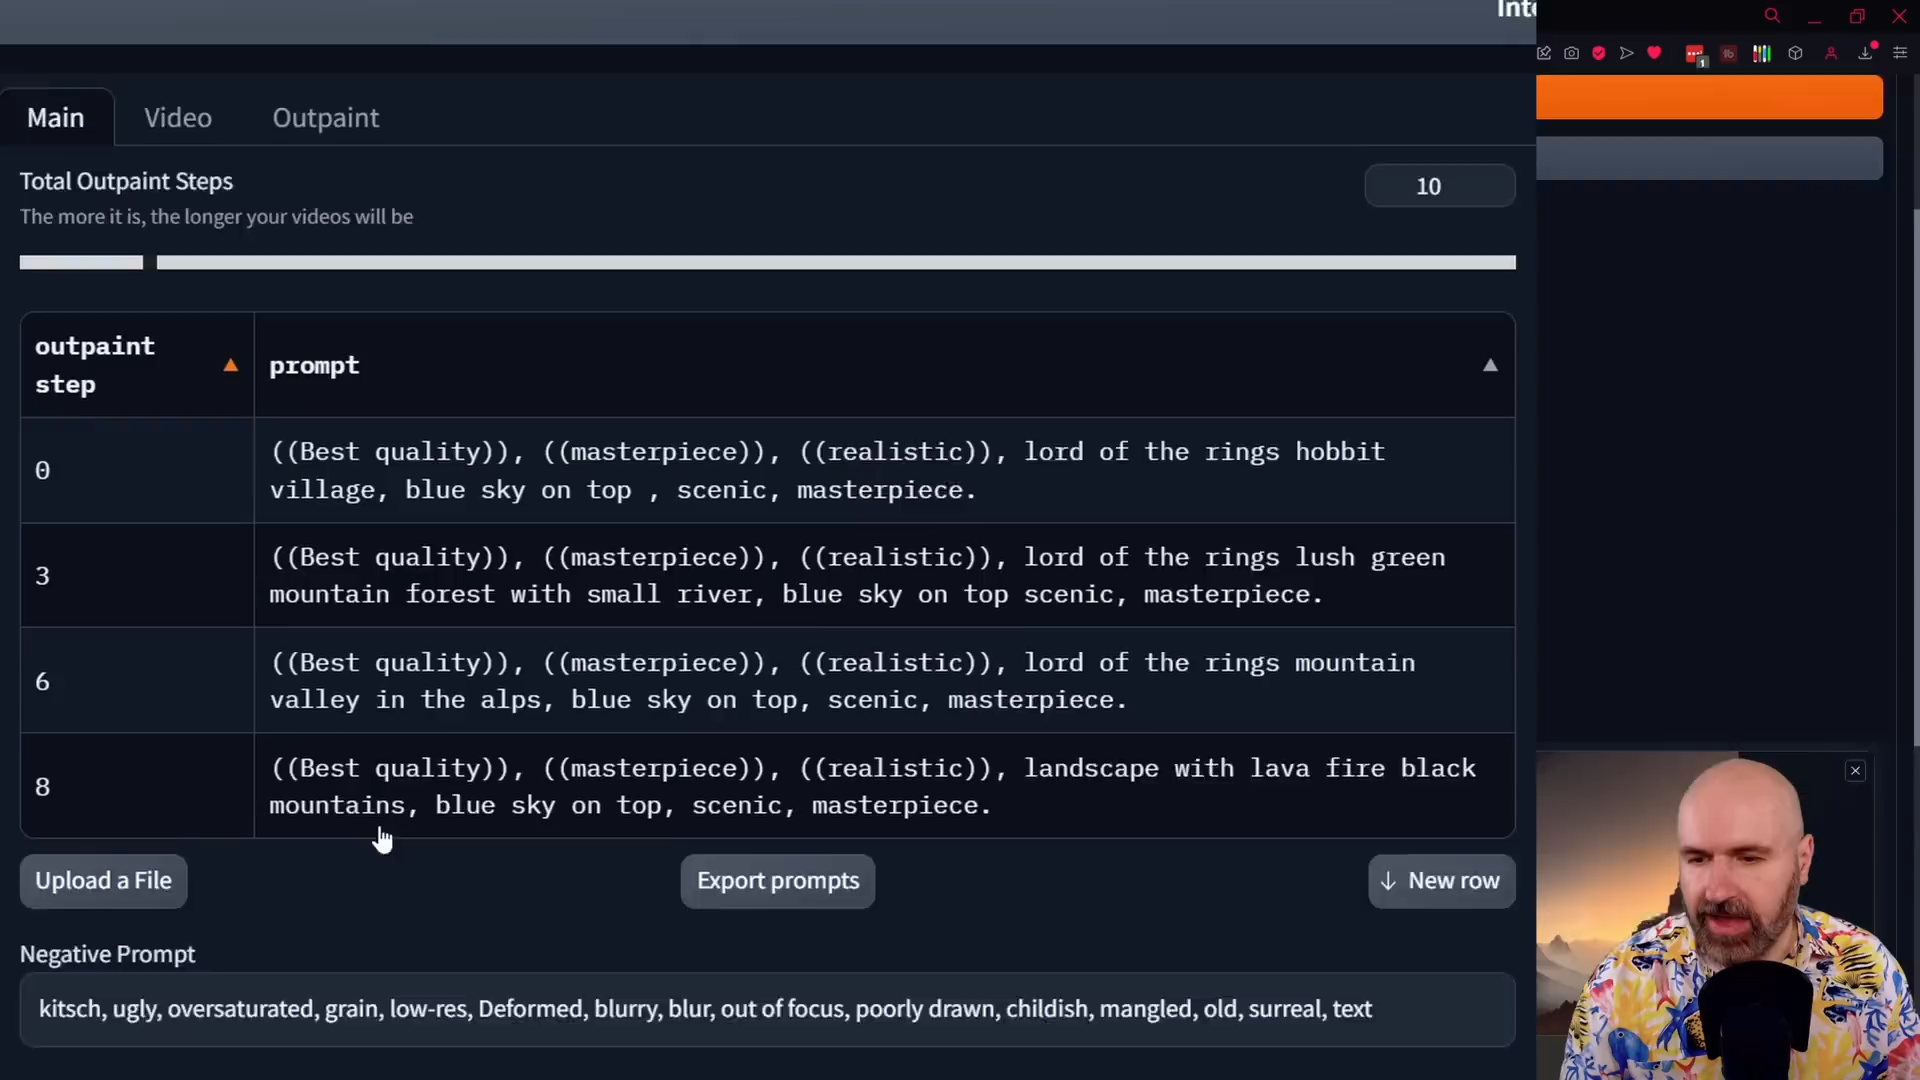 Main Video Outpaint
Total Outpaint Steps
10
The more it is, the longer your videos will be
outpaint
step
prompt
0
((Best quality)), ((masterpiece)), ((realistic)), lord of the rings hobbit
village, blue sky on top , scenic, masterpiece.
3
((Best quality)), ((masterpiece)), ((realistic)), lord of the rings lush green
mountain forest with small river, blue sky on top scenic, masterpiece.
6
((Best quality)), ((masterpiece)), ((realistic)), lord of the rings mountain
valley in the alps, blue sky on top, scenic, masterpiece.
8
((Best quality)), ((masterpiece)), ((realistic)), landscape with lava fire black
mountains, blue sky on top, scenic, masterpiece.
Upload a File
Export prompts
↓ New row
Negative Prompt
kitsch, ugly, oversaturated, grain, low-res, Deformed, blurry, blur, out of focus, poorly drawn, childish, mangled, old, surreal, text